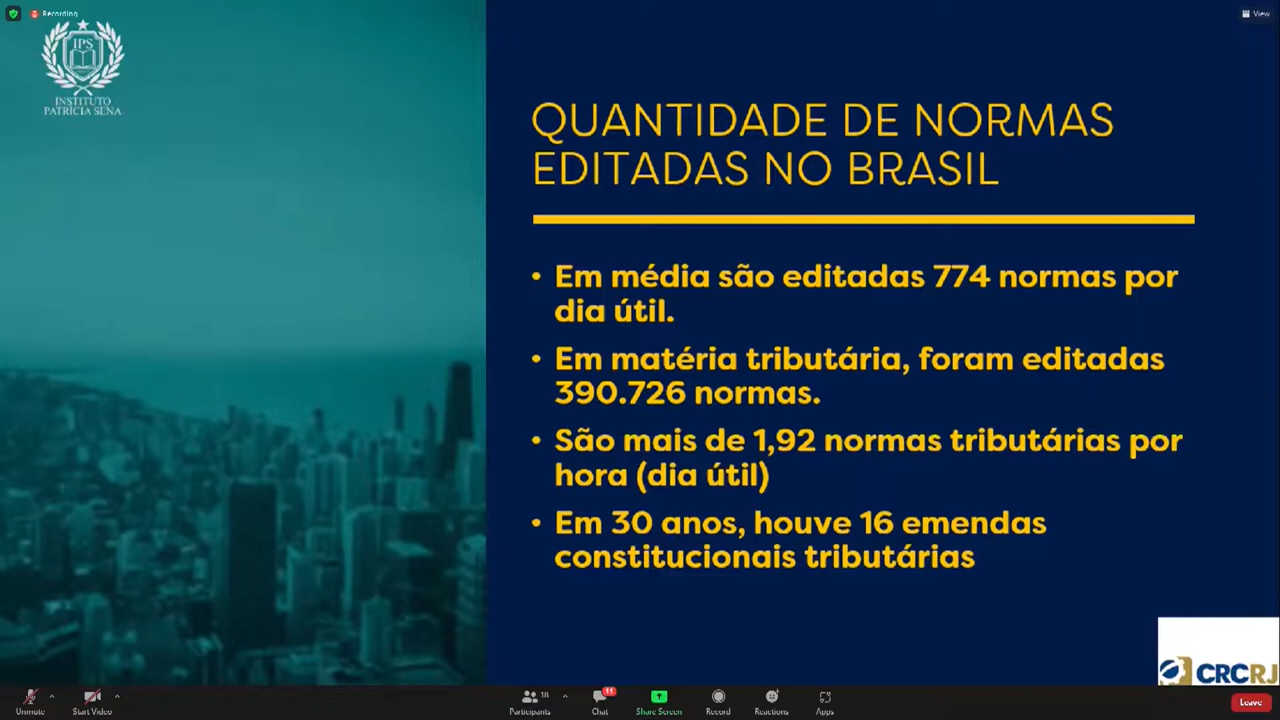 Recording
View
IPS
INSTITUTO
PATRÍCIA SENA
QUANTIDADE DE NORMAS
EDITADAS NO BRASIL
• Em média são editadas 774 normas por
dia útil.
• Em matéria tributária, foram editadas
390.726 normas.
• São mais de 1,92 normas tributárias por
hora (dia útil)
• Em 30 anos, houve 16 emendas
constitucionais tributárias
CRCRJ
Unmute
Start Video
18
Participants
11
Chat
Share Screen
Record
Reactions
Apps
Leave